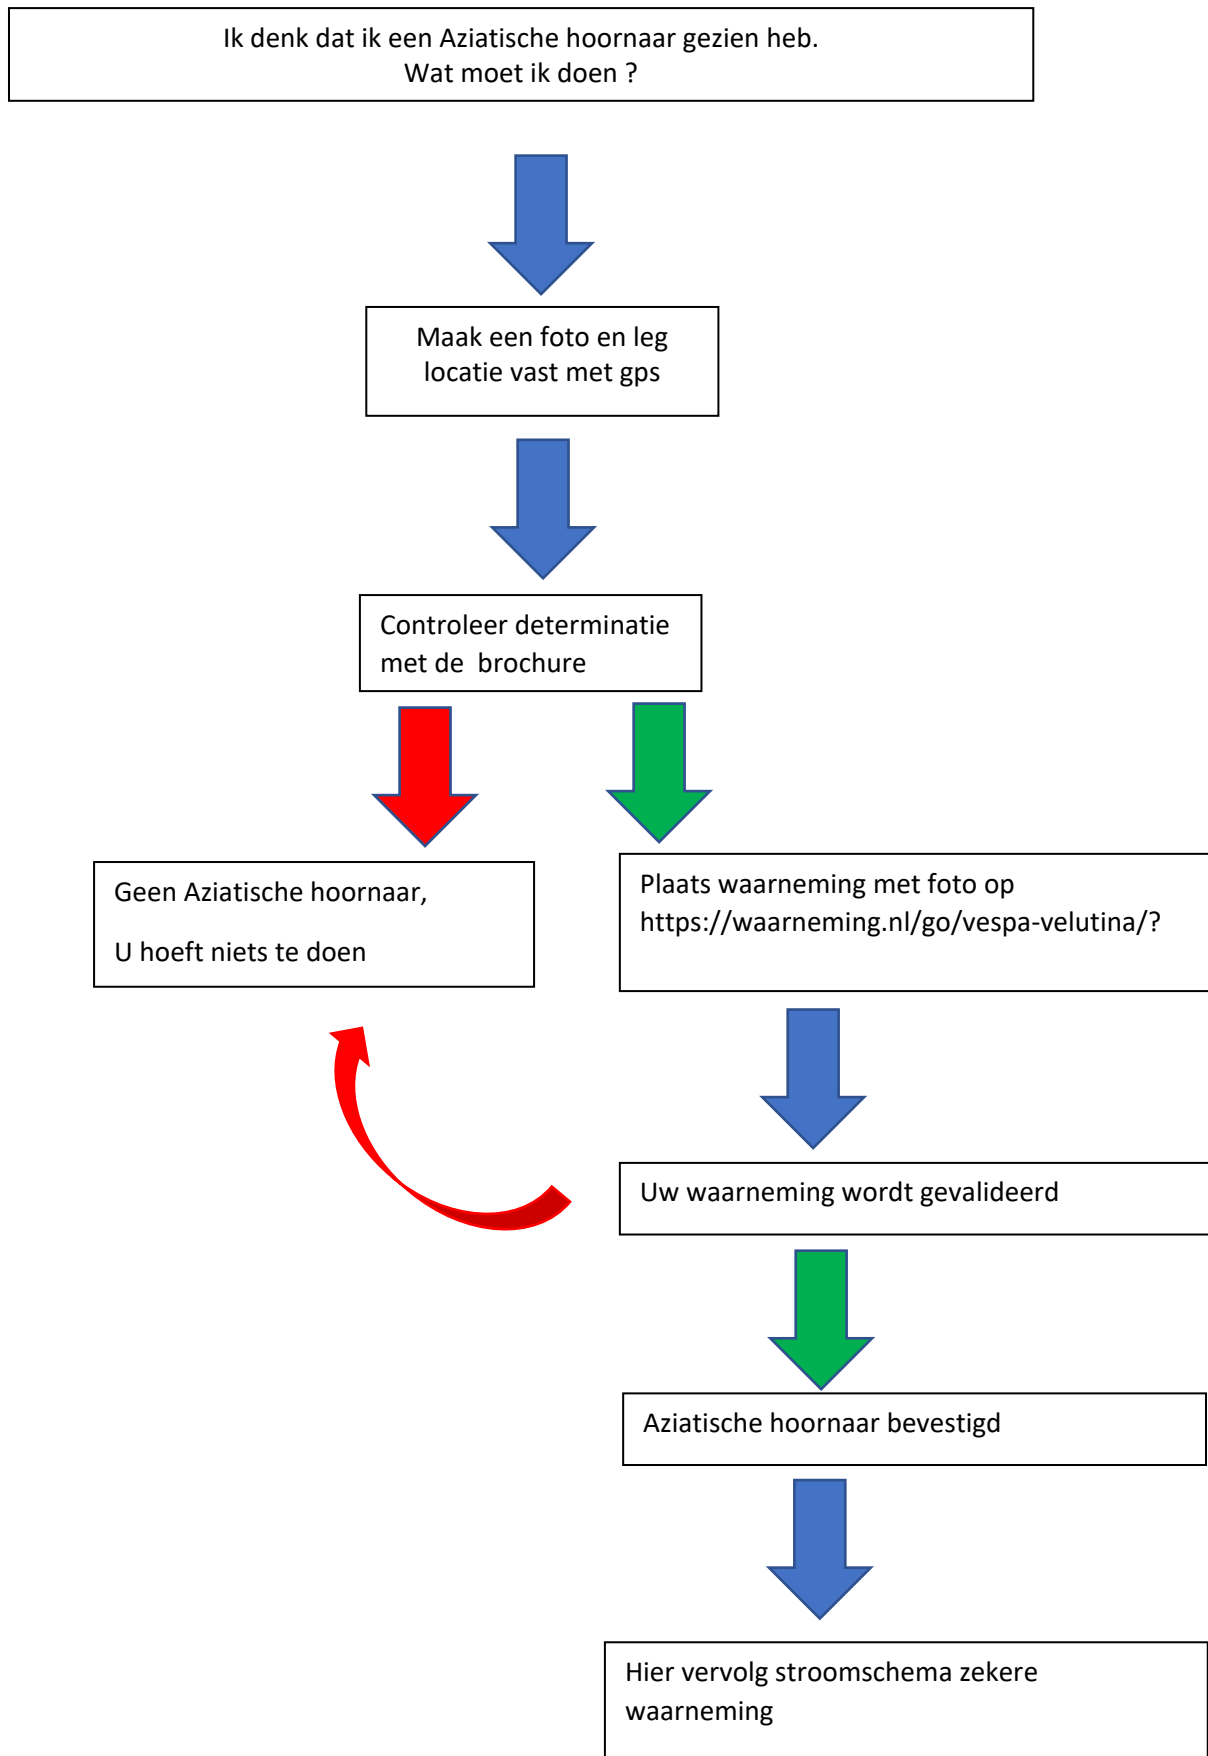 Ik denk dat ik een Aziatische hoornaar gezien heb.
Wat moet ik doen ?
Maak een foto en leg
locatie vast met gps
Controleer determinatie
met de  brochure
Geen Aziatische hoornaar,
U hoeft niets te doen
Plaats waarneming met foto op
https://waarneming.nl/go/vespa-velutina/?
Uw waarneming wordt gevalideerd
Aziatische hoornaar bevestigd
Hier vervolg stroomschema zekere
waarneming